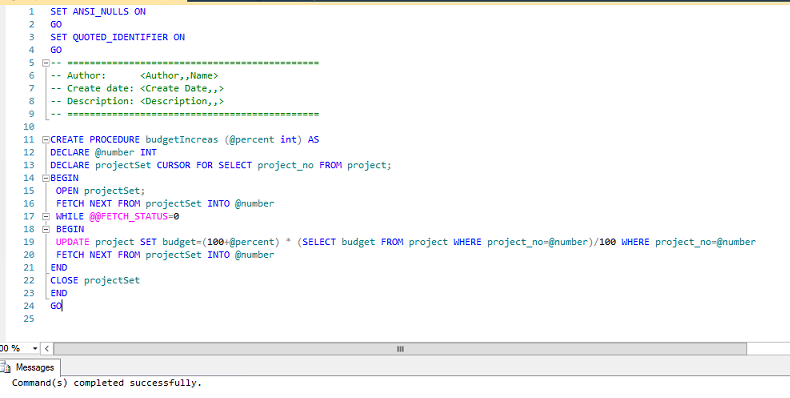 1 SET ANSI_NULLS ON
2 GO
3 SET QUOTED_IDENTIFIER ON
4 GO
5 -- =============================================
6 -- Author:      <Author,,Name>
7 -- Create date: <Create Date,,>
8 -- Description: <Description,,>
9 -- =============================================
10
11 CREATE PROCEDURE budgetIncreas (@percent int) AS
12 DECLARE @number INT
13 DECLARE projectSet CURSOR FOR SELECT project_no FROM project;
14 BEGIN
15 OPEN projectSet;
16 FETCH NEXT FROM projectSet INTO @number
17 WHILE @@FETCH_STATUS=0
18 BEGIN
19 UPDATE project SET budget=(100+@percent) * (SELECT budget FROM project WHERE project_no=@number)/100 WHERE project_no=@number
20 FETCH NEXT FROM projectSet INTO @number
21 END
22 CLOSE projectSet
23 END
24 GO
25
00 %
Messages
Command(s) completed successfully.